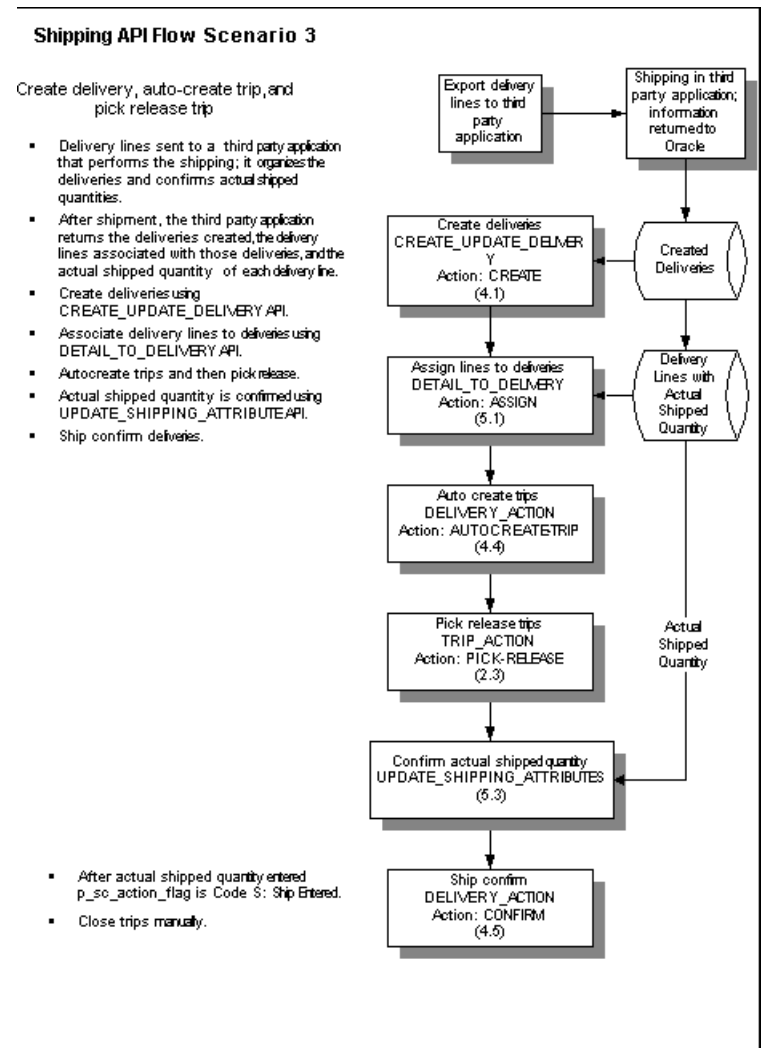 Shipping API Flow Scenario 3
Create delivery, auto-create trip, and
pick release trip
▪ Delivery lines sent to a third party application
that performs the shipping; it organizes the
deliveries and confirms actual shipped
quantities.
▪ After shipment, the third party application
returns the deliveries created, the delivery
lines associated with those deliveries, and the
actual shipped quantity of each delivery line.
▪ Create deliveries using
CREATE_UPDATE_DELIVERY API.
▪ Associate delivery lines to deliveries using
DETAIL_TO_DELIVERY API.
▪ Autocreate trips and then pick release.
▪ Actual shipped quantity is confirmed using
UPDATE_SHIPPING_ATTRIBUTE API.
▪ Ship confirm deliveries.
▪ After actual shipped quantity entered
p_sc_action_flag is Code S: Ship Entered.
▪ Close trips manually.
Export delivery
lines to third
party
application
Shipping in third
party application;
information
returned to
Oracle
Create deliveries
CREATE_UPDATE_DELIVER
Y
Action: CREATE
(4.1)
Created
Deliveries
Assign lines to deliveries
DETAIL_TO_DELIVERY
Action: ASSIGN
(5.1)
Delivery
Lines with
Actual
Shipped
Quantity
Auto create trips
DELIVERY_ACTION
Action: AUTOCREATE-TRIP
(4.4)
Pick release trips
TRIP_ACTION
Action: PICK-RELEASE
(2.3)
Actual
Shipped
Quantity
Confirm actual shipped quantity
UPDATE_SHIPPING_ATTRIBUTES
(5.3)
Ship confirm
DELIVERY_ACTION
Action: CONFIRM
(4.5)